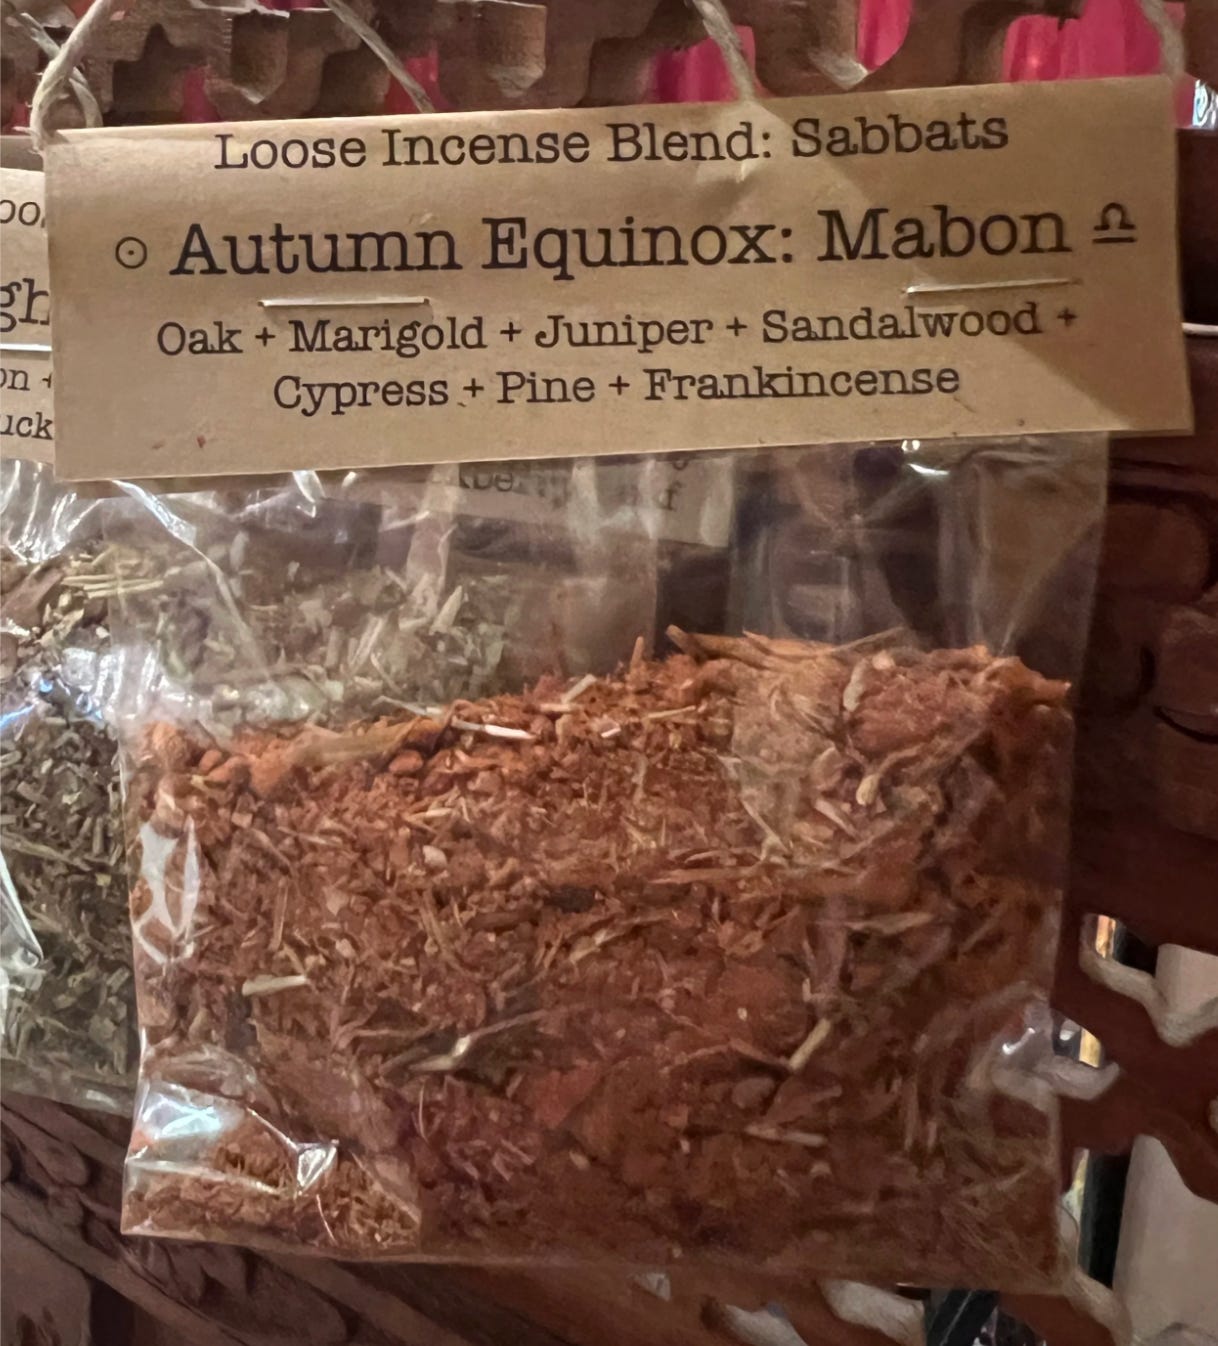 Loose Incense Blend: Sabbats
☉ Autumn Equinox: Mabon ♎
Oak + Marigold + Juniper + Sandalwood +
Cypress + Pine + Frankincense